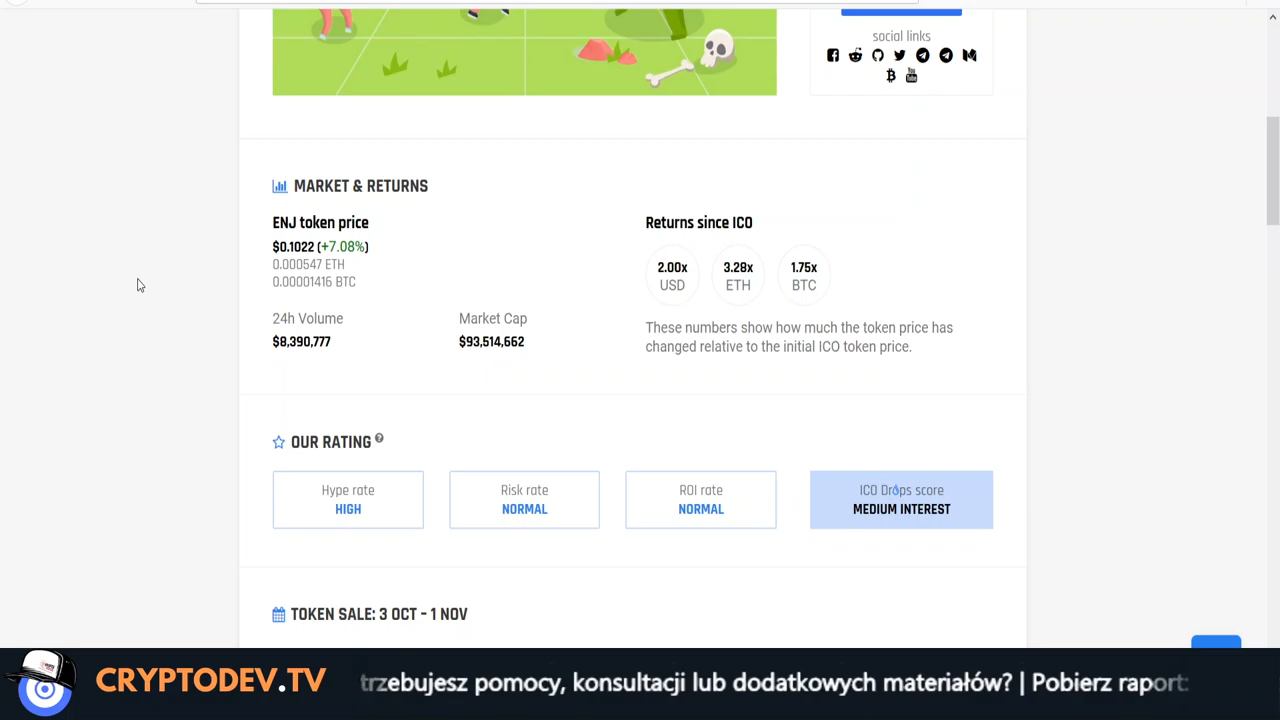 social links
MARKET & RETURNS
ENJ token price
$0.1022 (+7.08%)
0.000547 ETH
0.00001416 BTC
24h Volume
$8,390,777
Market Cap
$93,514,662
Returns since ICO
2.00x
USD
3.28x
ETH
1.75x
BTC
These numbers show how much the token price has
changed relative to the initial ICO token price.
OUR RATING ?
Hype rate
HIGH
Risk rate
NORMAL
ROI rate
NORMAL
ICO Drops score
MEDIUM INTEREST
TOKEN SALE: 3 OCT – 1 NOV
CRYPTODEV.TV
trzebujesz pomocy, konsultacji lub dodatkowych materiałów? | Pobierz raport: